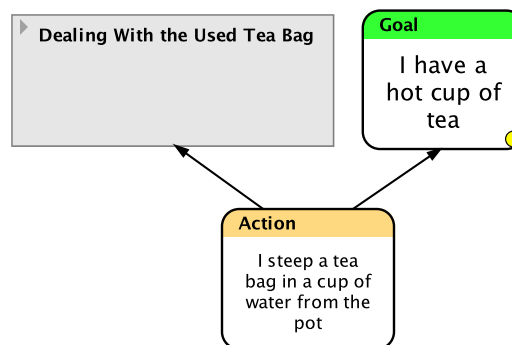 Dealing With the Used Tea Bag
Goal
I have a
hot cup of
tea
Action
I steep a tea
bag in a cup of
water from the
pot